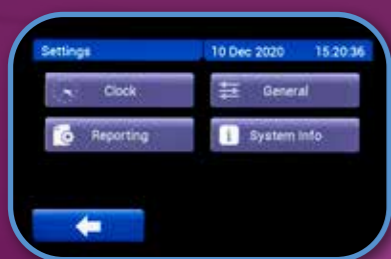 Settings 10 Dec 2020 15:20:36
Clock General
Reporting System Info